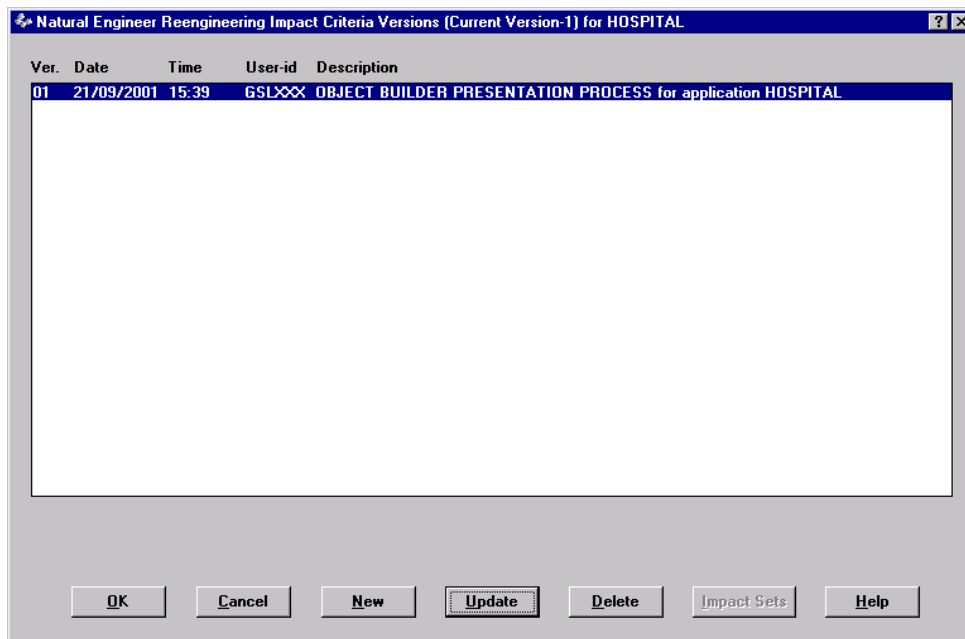 Natural Engineer Reengineering Impact Criteria Versions (Current Version-1) for HOSPITAL ? X
Ver. Date Time User-id Description
01 21/09/2001 15:39 GSLXXX OBJECT BUILDER PRESENTATION PROCESS for application HOSPITAL
OK Cancel New Update Delete Impact Sets Help